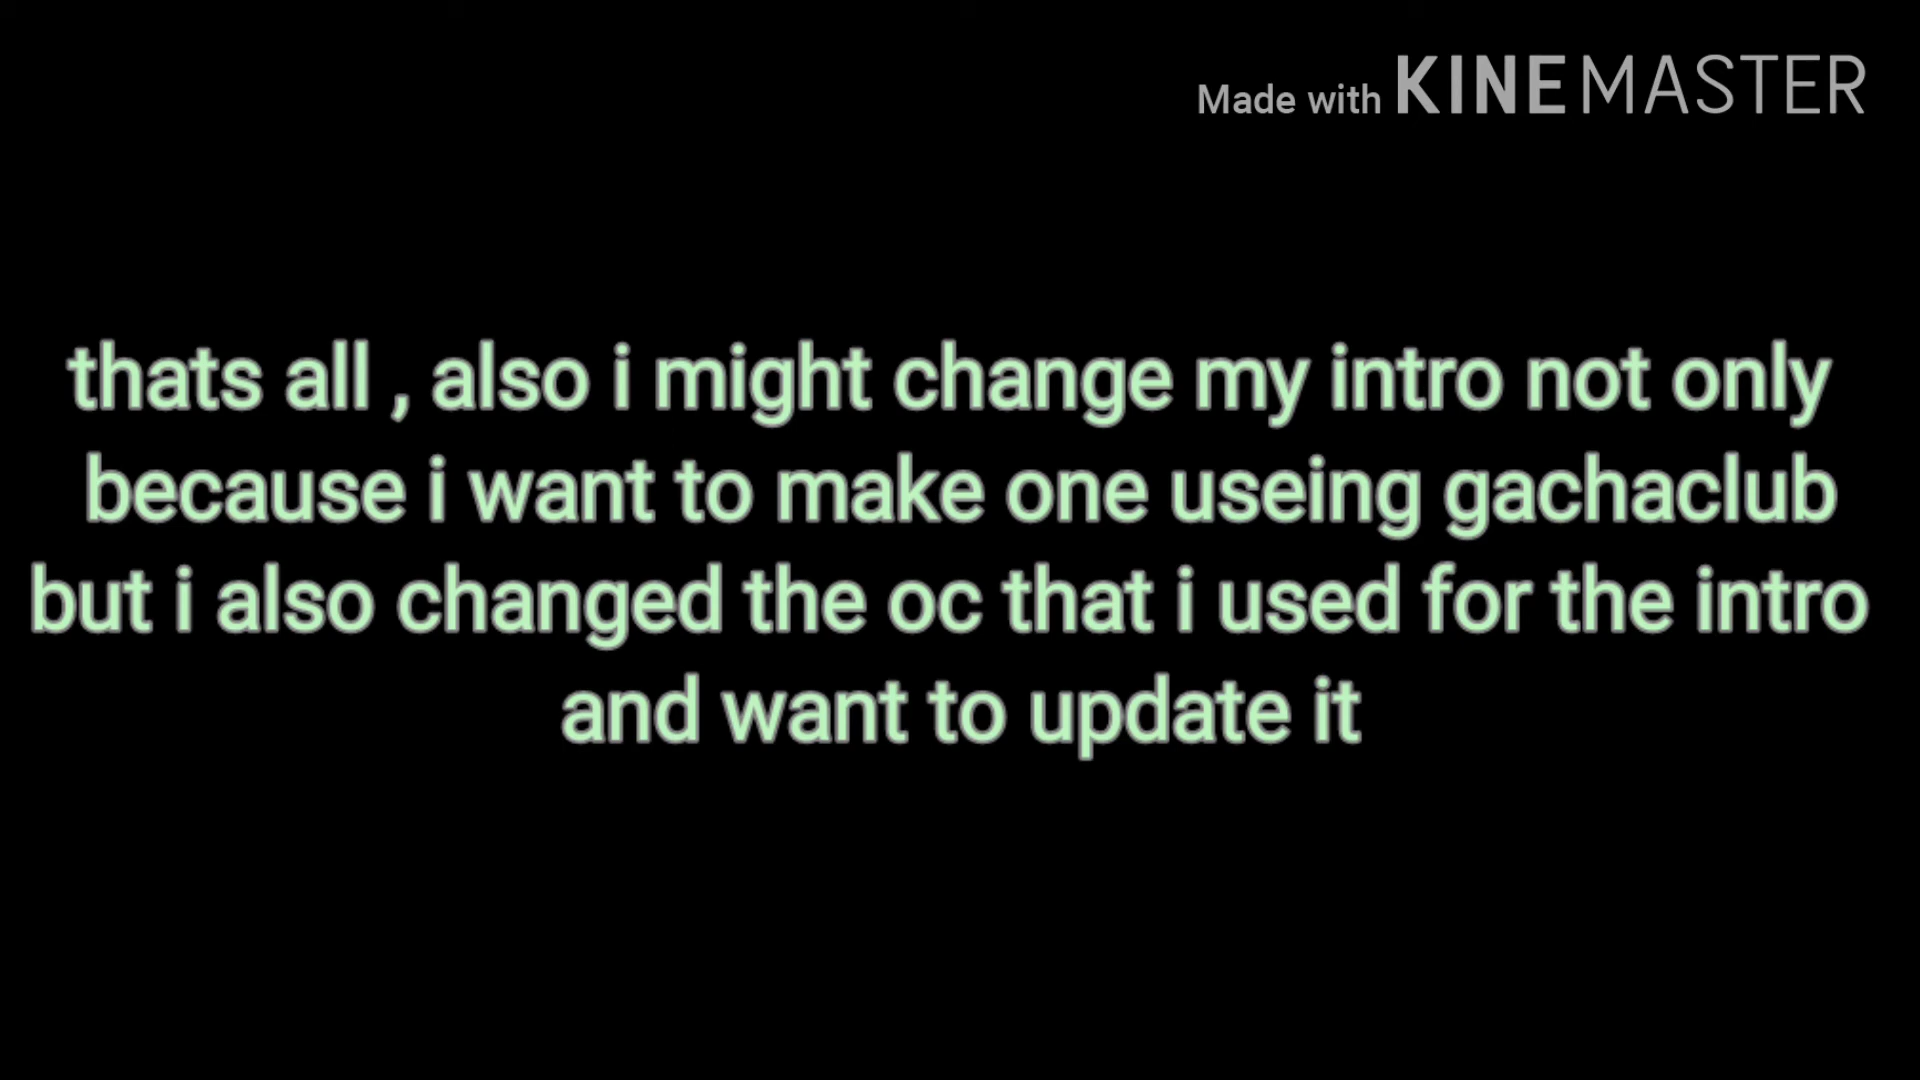 Made with KINEMASTER
thats all , also i might change my intro not only
because i want to make one useing gachaclub
but i also changed the oc that i used for the intro
and want to update it